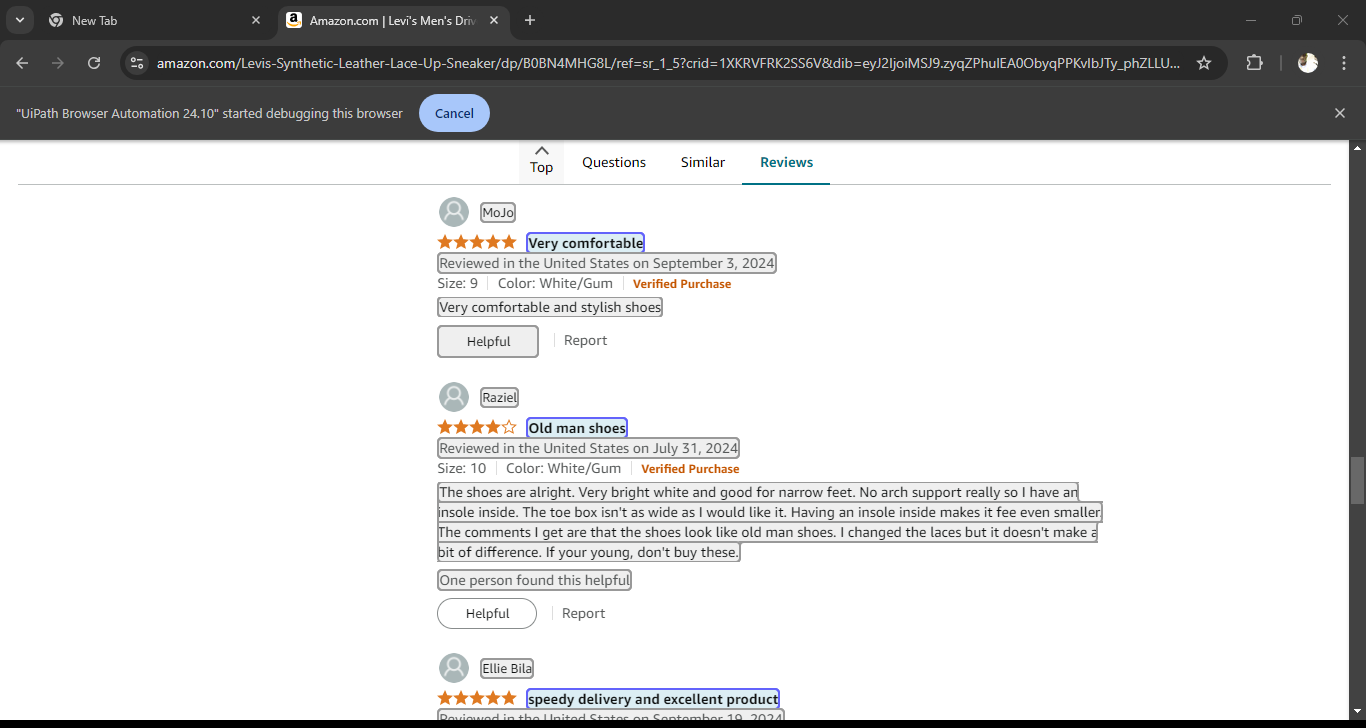 New Tab
Amazon.com | Levi's Men's Driv
amazon.com/Levis-Synthetic-Leather-Lace-Up-Sneaker/dp/B0BN4MHG8L/ref=sr_1_5?crid=1XKRVFRK2SS6V&dib=eyJ2IjoiMSJ9.zyqZPhulEA0ObyqPPKvlbJTy_phZLLU...
"UiPath Browser Automation 24.10" started debugging this browser Cancel
Top Questions Similar Reviews
MoJo
Very comfortable
Reviewed in the United States on September 3, 2024
Size: 9 Color: White/Gum Verified Purchase
Very comfortable and stylish shoes
Helpful Report
Raziel
Old man shoes
Reviewed in the United States on July 31, 2024
Size: 10 Color: White/Gum Verified Purchase
The shoes are alright. Very bright white and good for narrow feet. No arch support really so I have an
insole inside. The toe box isn't as wide as I would like it. Having an insole inside makes it fee even smaller.
The comments I get are that the shoes look like old man shoes. I changed the laces but it doesn't make a
bit of difference. If your young, don't buy these.
One person found this helpful
Helpful Report
Ellie Bila
speedy delivery and excellent product
Reviewed in the United States on September 19, 2024